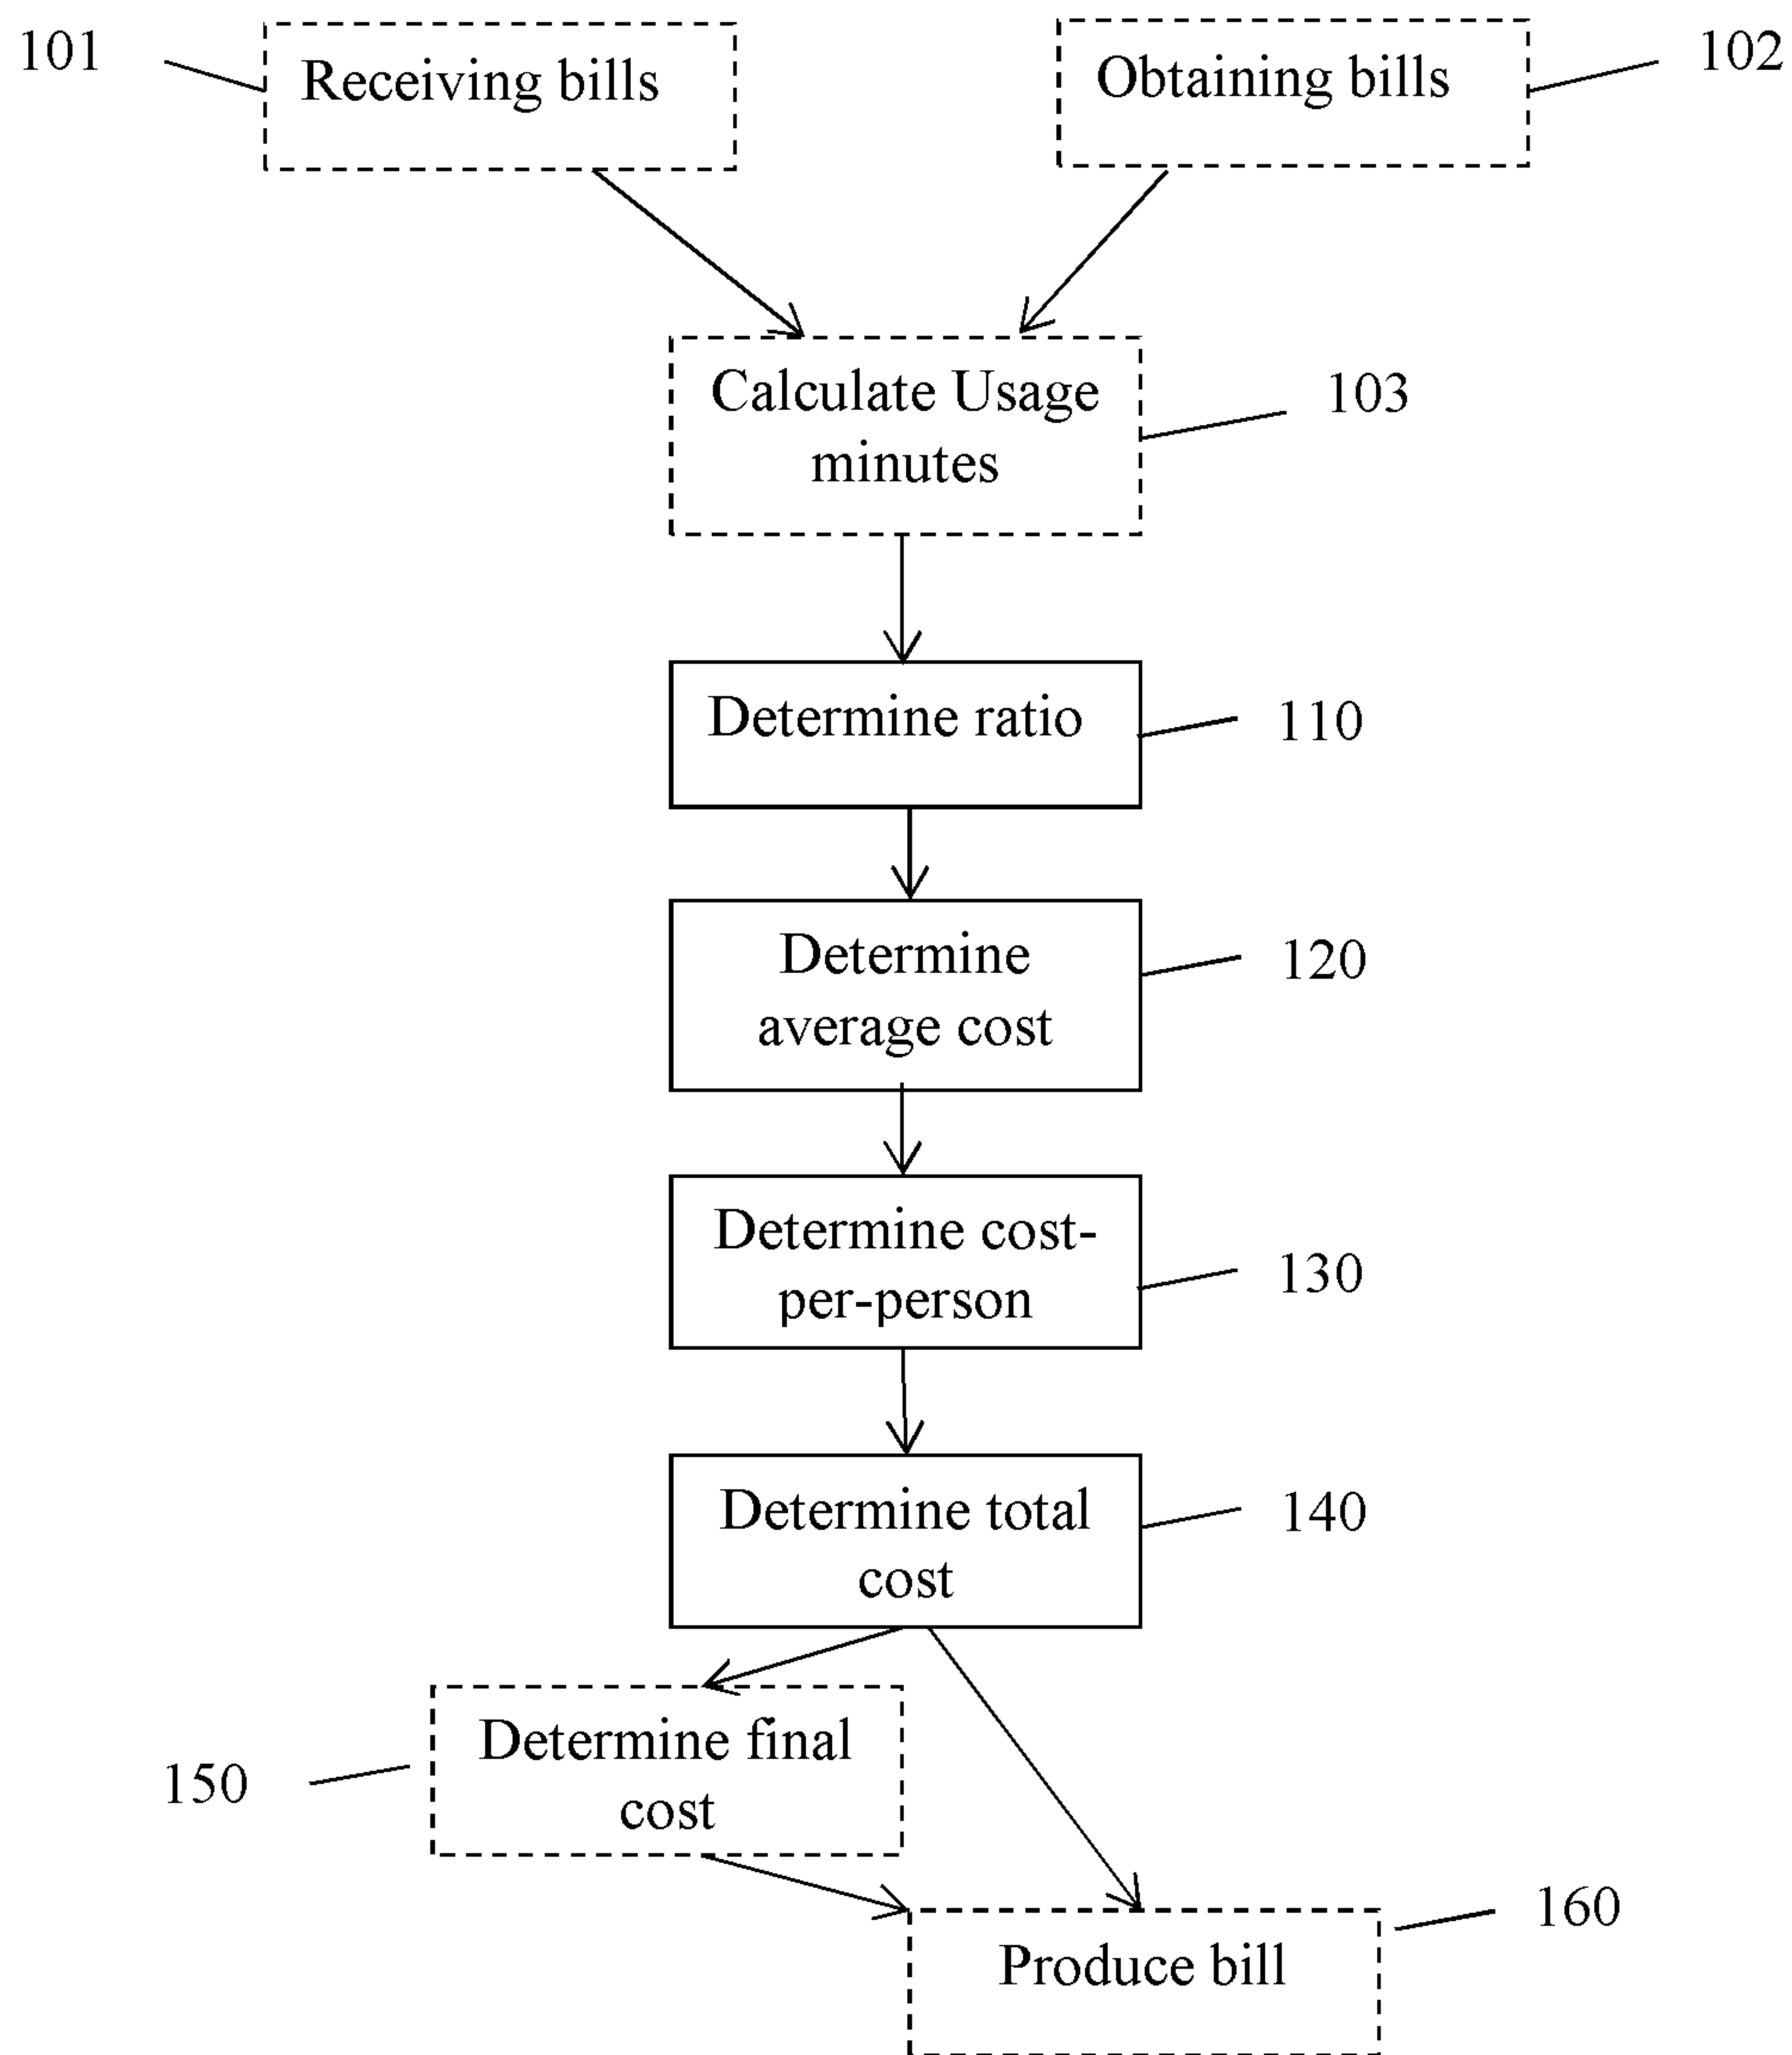 101
Receiving bills
Obtaining bills
102
Calculate Usage
minutes
103
Determine ratio
110
Determine
average cost
120
Determine cost-
per-person
130
Determine total
cost
140
Determine final
cost
150
Produce bill
160